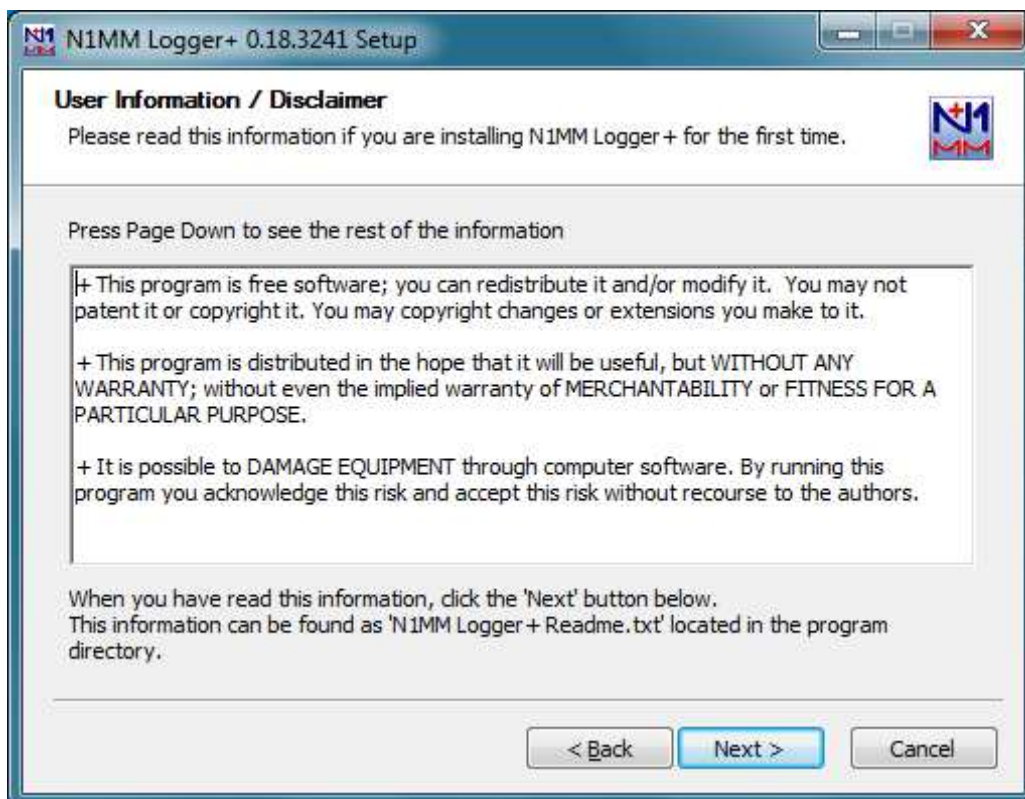 N1MM Logger+ 0.18.3241 Setup
User Information / Disclaimer
Please read this information if you are installing N1MM Logger+ for the first time.
N+1
MM
Press Page Down to see the rest of the information
+ This program is free software; you can redistribute it and/or modify it.  You may not
patent it or copyright it. You may copyright changes or extensions you make to it.
+ This program is distributed in the hope that it will be useful, but WITHOUT ANY
WARRANTY; without even the implied warranty of MERCHANTABILITY or FITNESS FOR A
PARTICULAR PURPOSE.
+ It is possible to DAMAGE EQUIPMENT through computer software. By running this
program you acknowledge this risk and accept this risk without recourse to the authors.
When you have read this information, click the 'Next' button below.
This information can be found as 'N1MM Logger+ Readme.txt' located in the program
directory.
< Back
Next >
Cancel